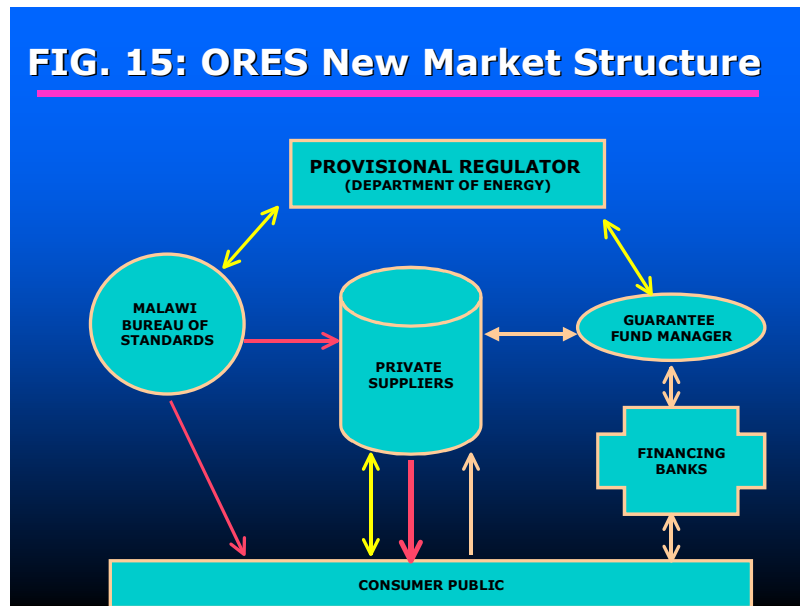 FIG. 15: ORES New Market Structure
PROVISIONAL REGULATOR
(DEPARTMENT OF ENERGY)
MALAWI
BUREAU OF
STANDARDS
PRIVATE
SUPPLIERS
GUARANTEE
FUND MANAGER
FINANCING
BANKS
CONSUMER PUBLIC